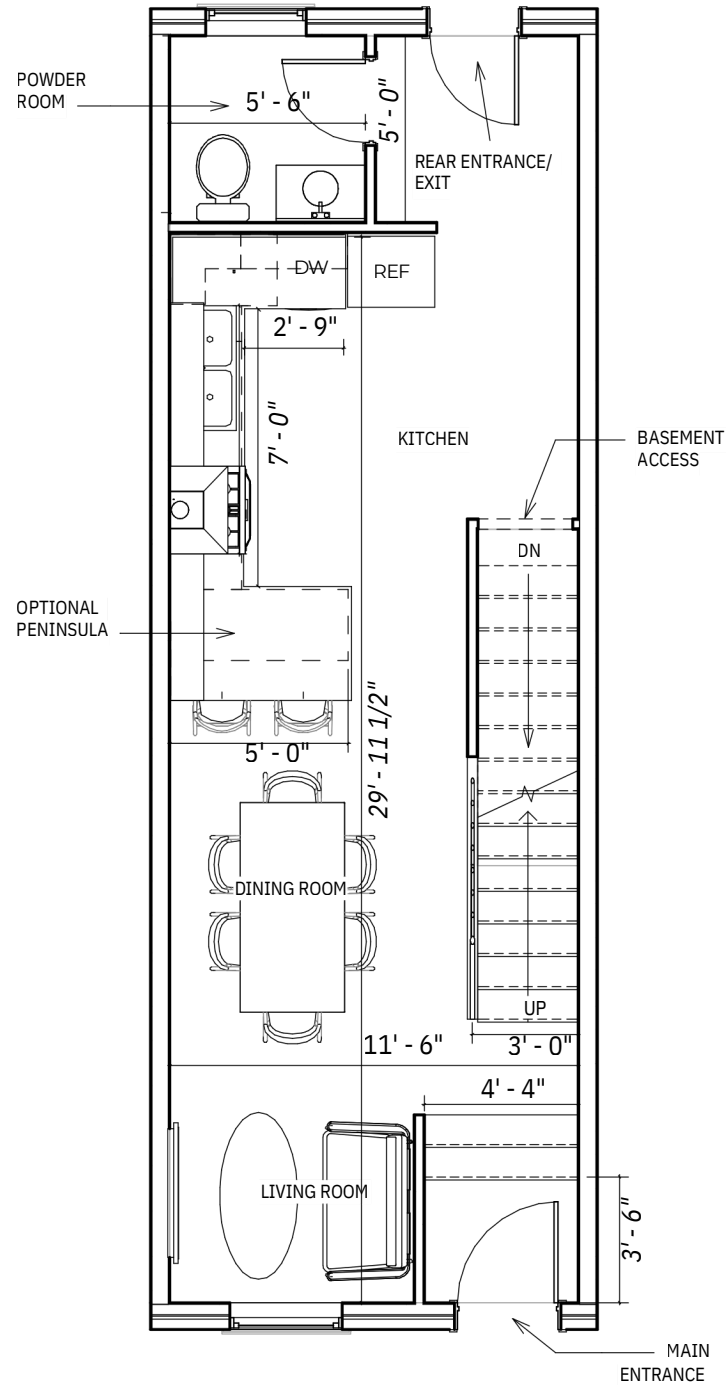 POWDER
ROOM
5' - 6"
5' - 0"
REAR ENTRANCE/
EXIT
DW
REF
2' - 9"
7' - 0"
KITCHEN
BASEMENT
ACCESS
DN
OPTIONAL
PENINSULA
5' - 0"
29' - 11 1/2"
DINING ROOM
UP
11' - 6"
3' - 0"
4' - 4"
LIVING ROOM
3' - 6"
MAIN
ENTRANCE